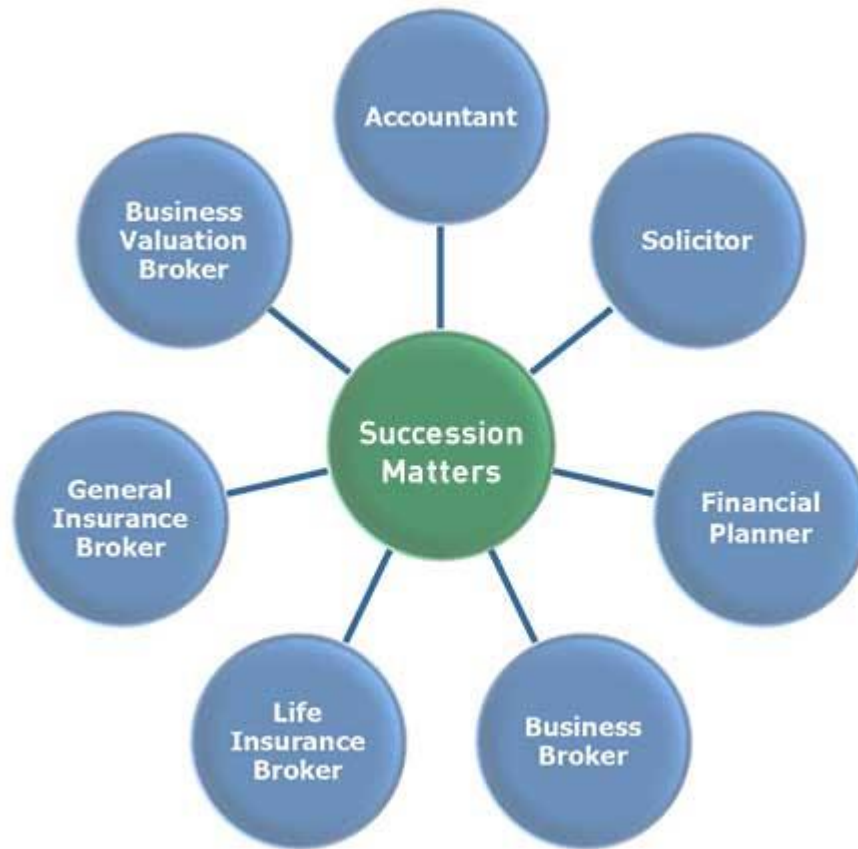 Accountant
Solicitor
Financial
Planner
Business
Broker
Life
Insurance
Broker
General
Insurance
Broker
Business
Valuation
Broker
Succession
Matters